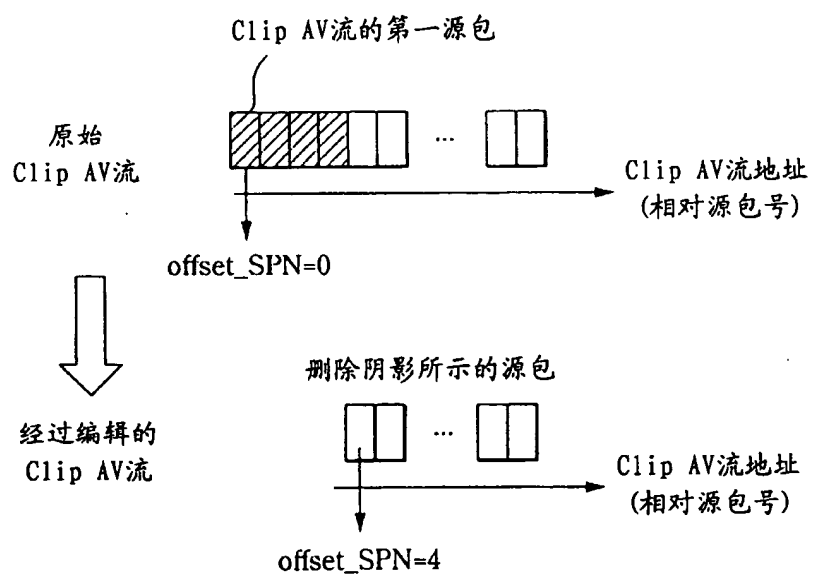 Clip AV流的第一源包
原始
Clip AV流
...
Clip AV流地址
(相对源包号)
offset_SPN=0
删除阴影所示的源包
经过编辑的
Clip AV流
...
Clip AV流地址
(相对源包号)
offset_SPN=4